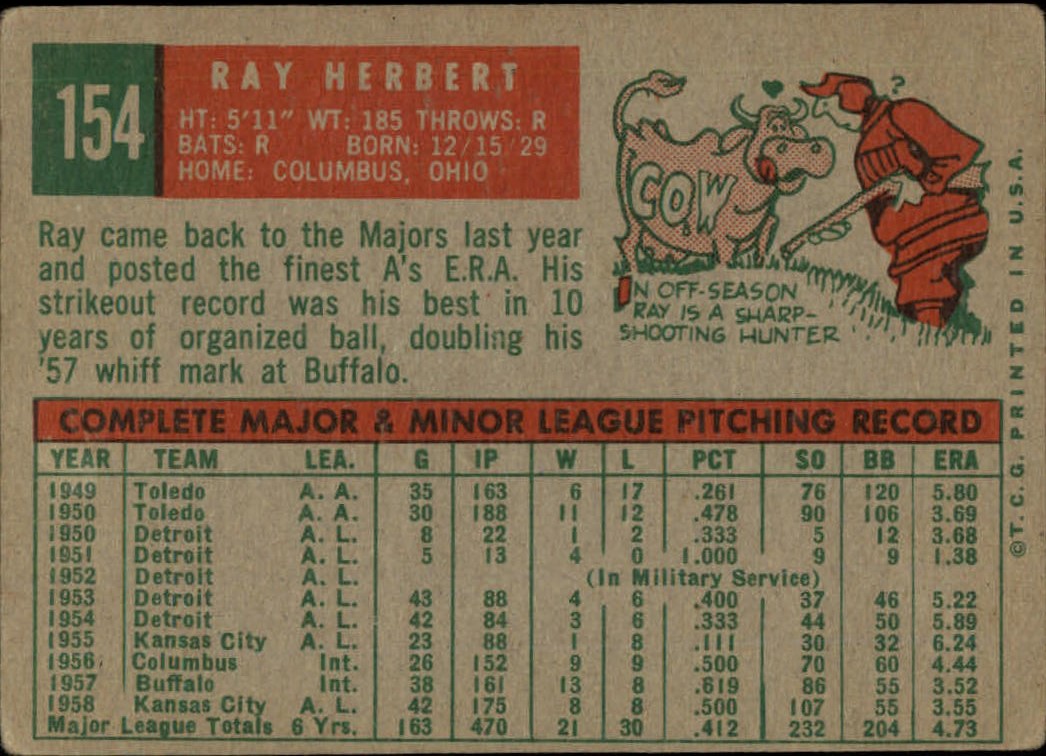 154
RAY HERBERT
HT: 5'11" WT: 185 THROWS: R
BATS: R BORN: 12/15/29
HOME: COLUMBUS, OHIO
Ray came back to the Majors last year
and posted the finest A's E.R.A. His
strikeout record was his best in 10
years of organized ball, doubling his
'57 whiff mark at Buffalo.
?
COW
IN OFF-SEASON
RAY IS A SHARP-
SHOOTING HUNTER
©T. C. G. PRINTED IN U.S.A.
COMPLETE MAJOR & MINOR LEAGUE PITCHING RECORD
YEAR TEAM LEA. G IP W L PCT SO BB ERA
1949 Toledo A. A. 35 163 6 17 .261 76 120 5.80
1950 Toledo A. A. 30 188 11 12 .478 90 106 3.69
1950 Detroit A. L. 8 22 1 2 .333 5 12 3.68
1951 Detroit A. L. 5 13 4 0 1.000 9 9 1.38
1952 Detroit A. L. (In Military Service)
1953 Detroit A. L. 43 88 4 6 .400 37 46 5.22
1954 Detroit A. L. 42 84 3 6 .333 44 50 5.89
1955 Kansas City A. L. 23 88 1 8 .111 30 32 6.24
1956 Columbus Int. 26 152 9 9 .500 70 60 4.44
1957 Buffalo Int. 38 161 13 8 .619 86 55 3.52
1958 Kansas City A. L. 42 175 8 8 .500 107 55 3.55
Major League Totals 6 Yrs. 163 470 21 30 .412 232 204 4.73